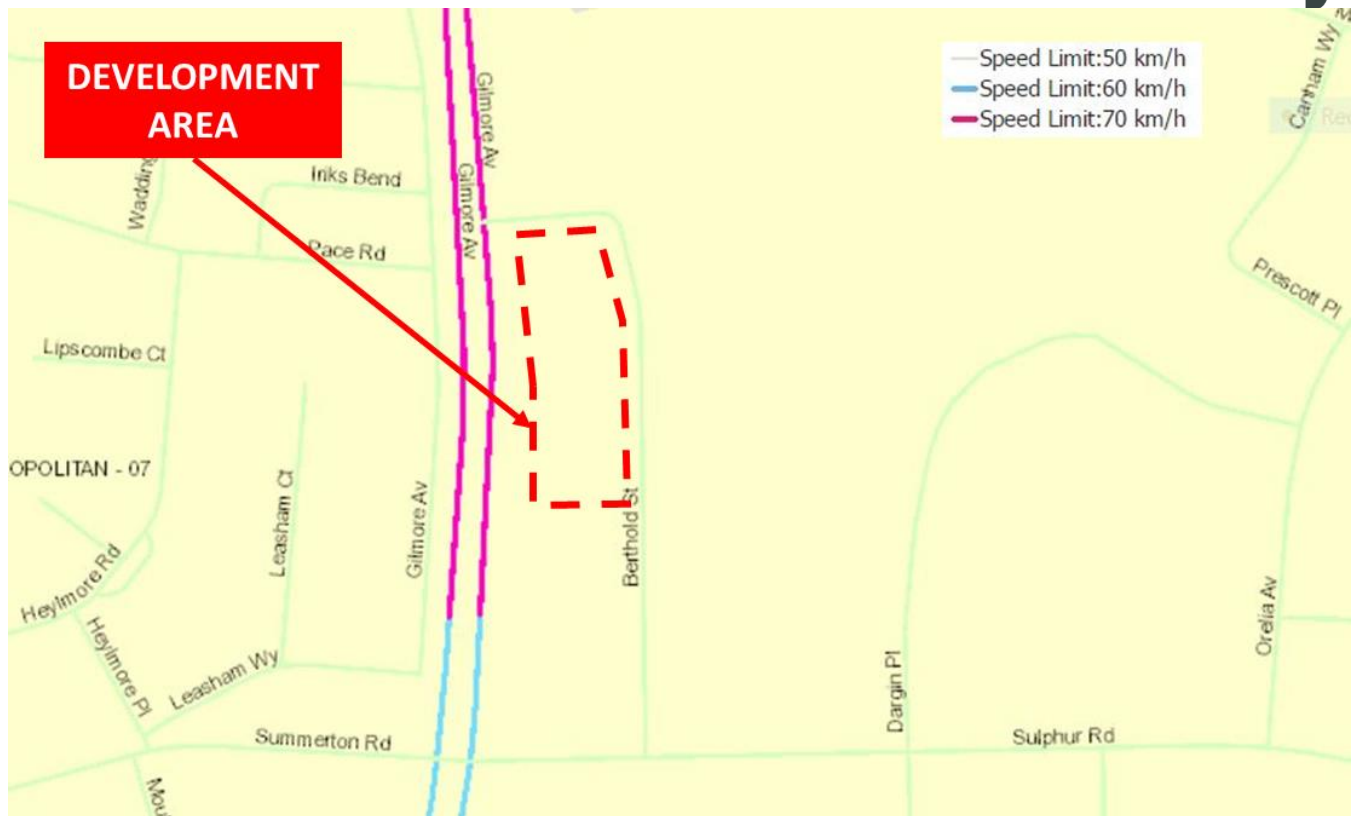 DEVELOPMENT
AREA
Speed Limit:50 km/h
Speed Limit:60 km/h
Speed Limit:70 km/h
Canham Wy
Gilmore Av
Gilmore Av
Iriks Bend
Pace Rd
Prescott Pl
Lipscombe Ct
OPOLITAN - 07
Leasham Ct
Gilmore Av
Berthold St
Heylmore Rd
Heylmore Pl
Leasham Wy
Orelia Av
Dargin Pl
Summerton Rd
Sulphur Rd